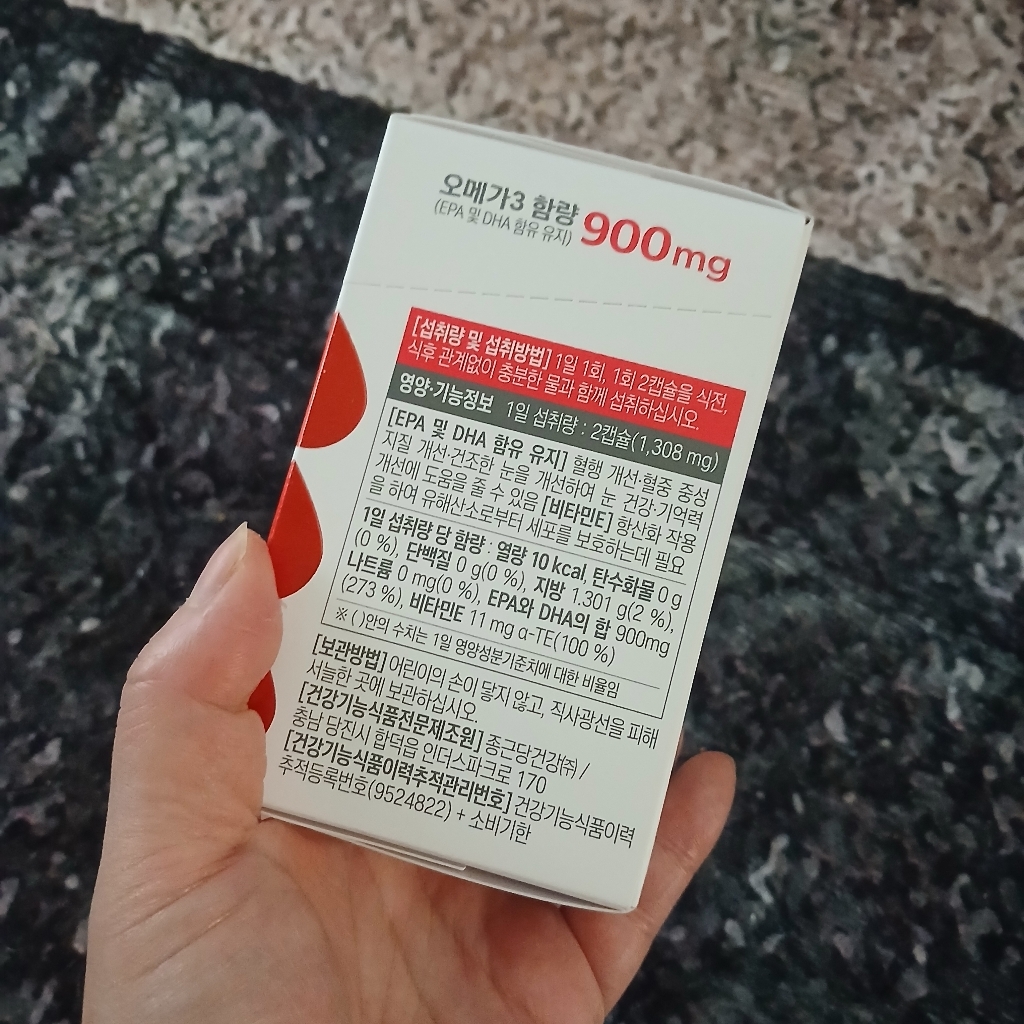 오메가3 함량
(EPA 및 DHA 함유 유지)
900mg
[섭취량 및 섭취방법] 1일 1회, 1회 2캡슐을 식전,
식후 관계없이 충분한 물과 함께 섭취하십시오.
영양·기능정보 1일 섭취량 : 2캡슐(1,308 mg)
[EPA 및 DHA 함유 유지] 혈행 개선·혈중 중성
지질 개선·건조한 눈을 개선하여 눈 건강·기억력
개선에 도움을 줄 수 있음 [비타민E] 항산화 작용
을 하여 유해산소로부터 세포를 보호하는데 필요
1일 섭취량 당 함량 : 열량 10 kcal, 탄수화물 0 g
(0 %), 단백질 0 g(0 %), 지방 1.301 g(2 %),
나트륨 0 mg(0 %), EPA와 DHA의 합 900mg
(273 %), 비타민E 11 mg α-TE(100 %)
※ ( )안의 수치는 1일 영양성분기준치에 대한 비율임
[보관방법] 어린이의 손이 닿지 않고, 직사광선을 피해
서늘한 곳에 보관하십시오.
[건강기능식품전문제조원] 종근당건강㈜ /
충남 당진시 합덕읍 인더스파크로 170
[건강기능식품이력추적관리번호] 건강기능식품이력
추적등록번호(9524822) + 소비기한